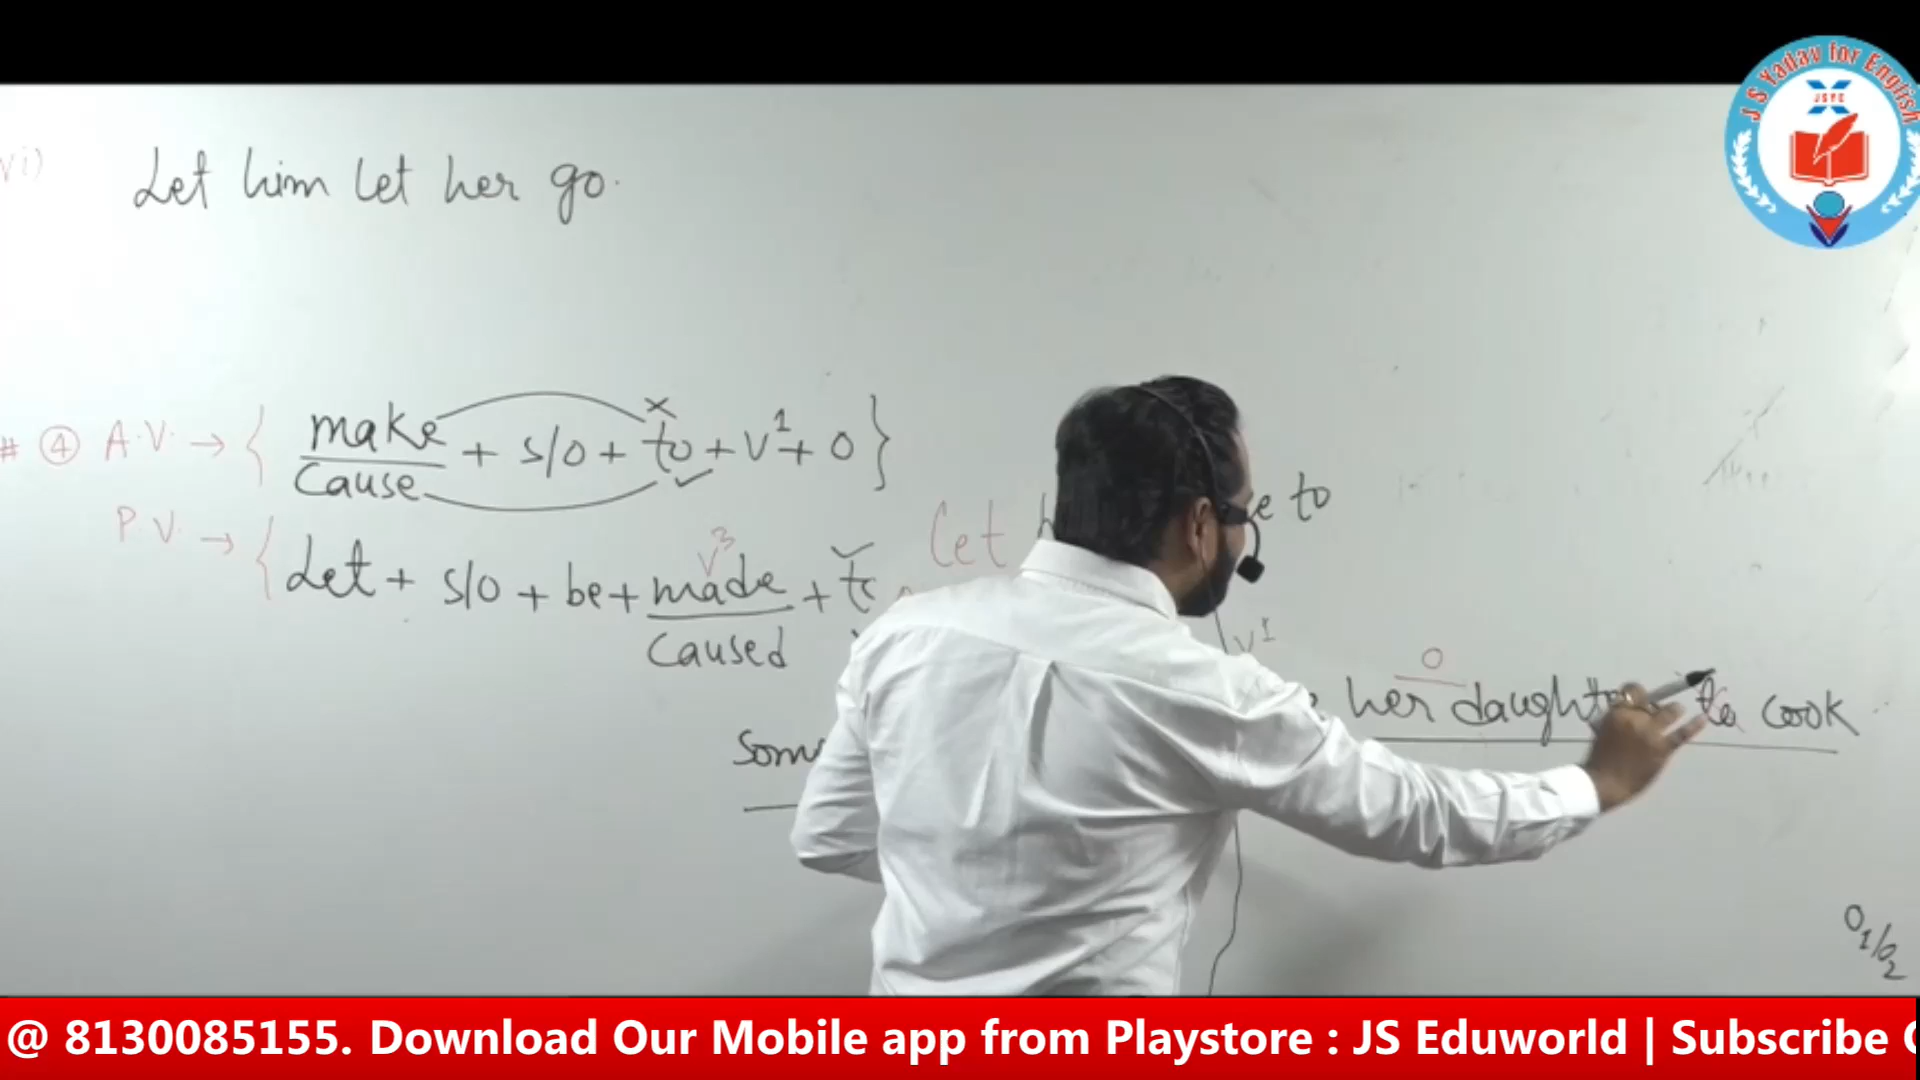 vi) Let him let her go.
# ④ A.V. → { make / Cause + s/o + to + V¹ + O }
P.V. → { Let + s/o + be + made / Caused +
V³
Let
to
V¹
O
her daughter to cook
O₁/O₂
J S Yadav for English
JSYE
@ 8130085155. Download Our Mobile app from Playstore : JS Eduworld | Subscribe